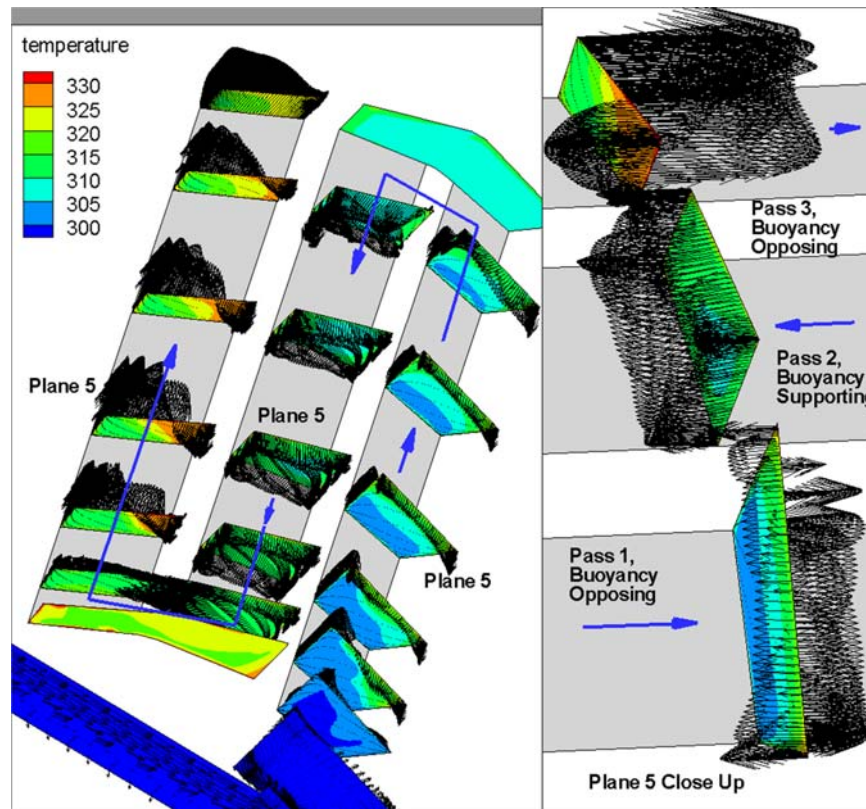 temperature
330
325
320
315
310
305
300
Plane 5
Plane 5
Plane 5
Pass 3,
Buoyancy
Opposing
Pass 2,
Buoyancy
Supporting
Pass 1,
Buoyancy
Opposing
Plane 5 Close Up